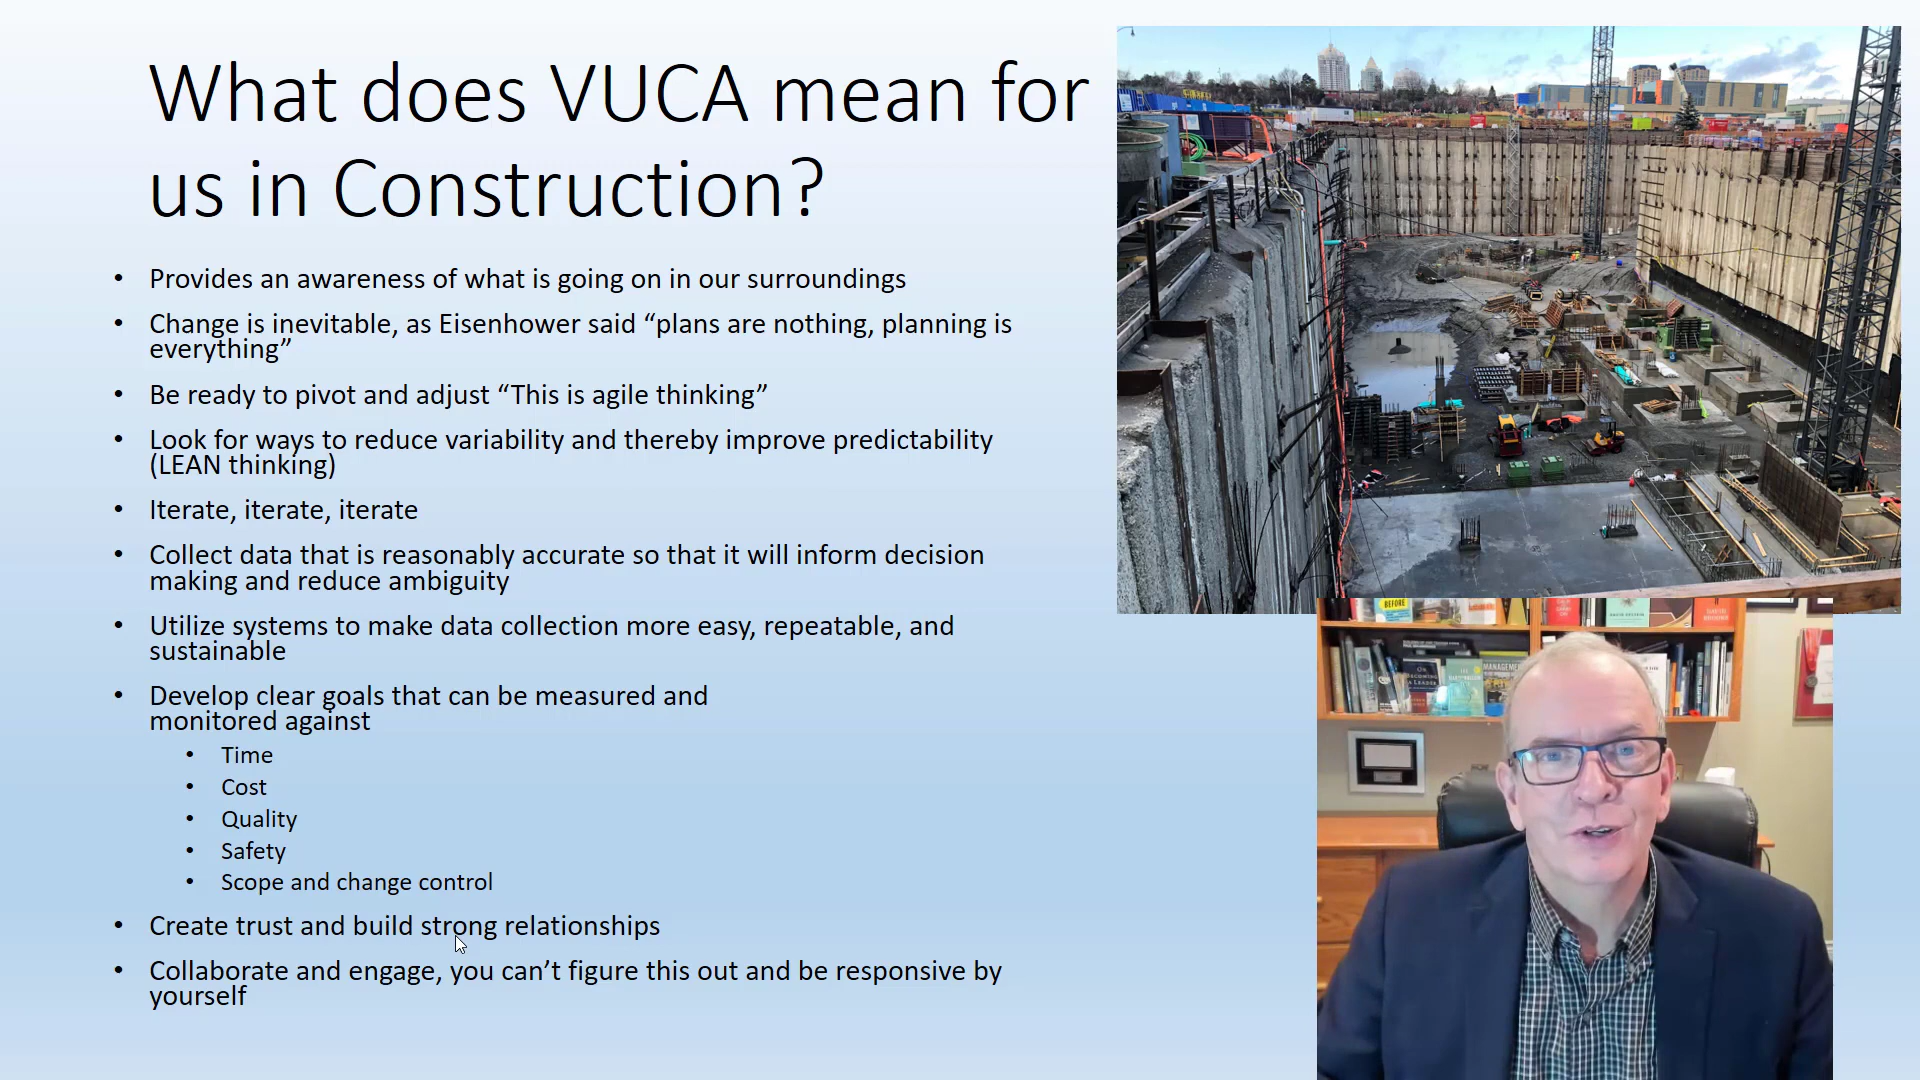 What does VUCA mean for
us in Construction?
• Provides an awareness of what is going on in our surroundings
• Change is inevitable, as Eisenhower said “plans are nothing, planning is
everything”
• Be ready to pivot and adjust “This is agile thinking”
• Look for ways to reduce variability and thereby improve predictability
(LEAN thinking)
• Iterate, iterate, iterate
• Collect data that is reasonably accurate so that it will inform decision
making and reduce ambiguity
• Utilize systems to make data collection more easy, repeatable, and
sustainable
• Develop clear goals that can be measured and
monitored against
• Time
• Cost
• Quality
• Safety
• Scope and change control
• Create trust and build strong relationships
• Collaborate and engage, you can’t figure this out and be responsive by
yourself
BEFORE
ON
BECOMING
A LEADER
MANAGEMENT